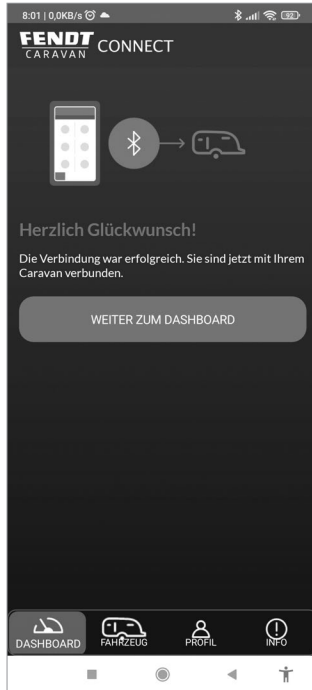 8:01 | 0,0KB/s
92
FENDT
CARAVAN CONNECT
Herzlich Glückwunsch!
Die Verbindung war erfolgreich. Sie sind jetzt mit Ihrem
Caravan verbunden.
WEITER ZUM DASHBOARD
DASHBOARD FAHRZEUG PROFIL INFO